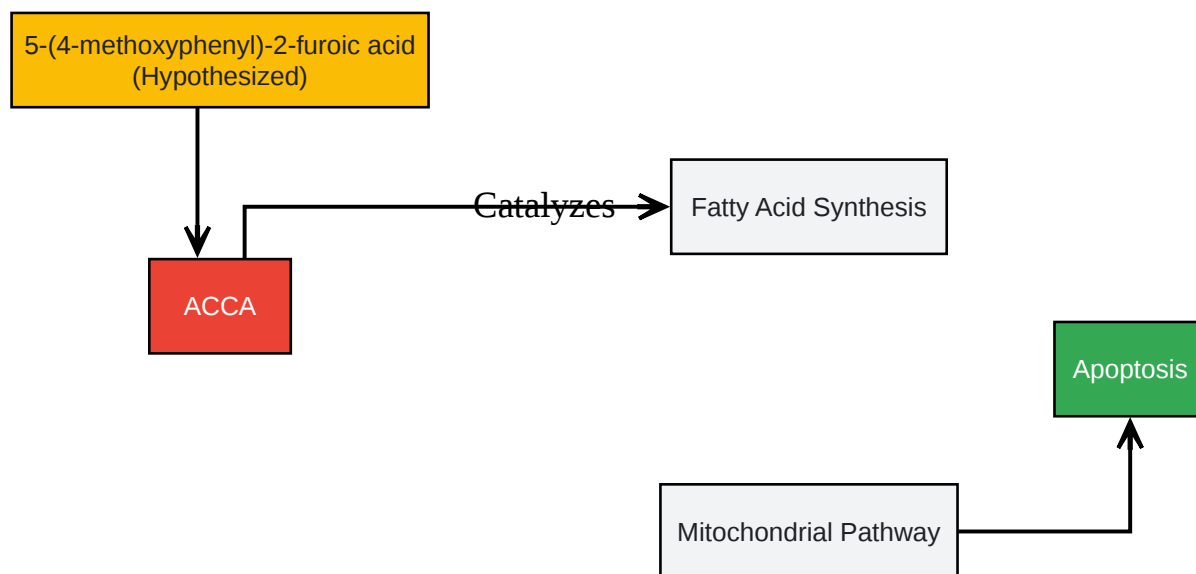 5-(4-methoxyphenyl)-2-furoic acid
(Hypothesized)
Catalyzes
Fatty Acid Synthesis
ACCA
Apoptosis
Mitochondrial Pathway